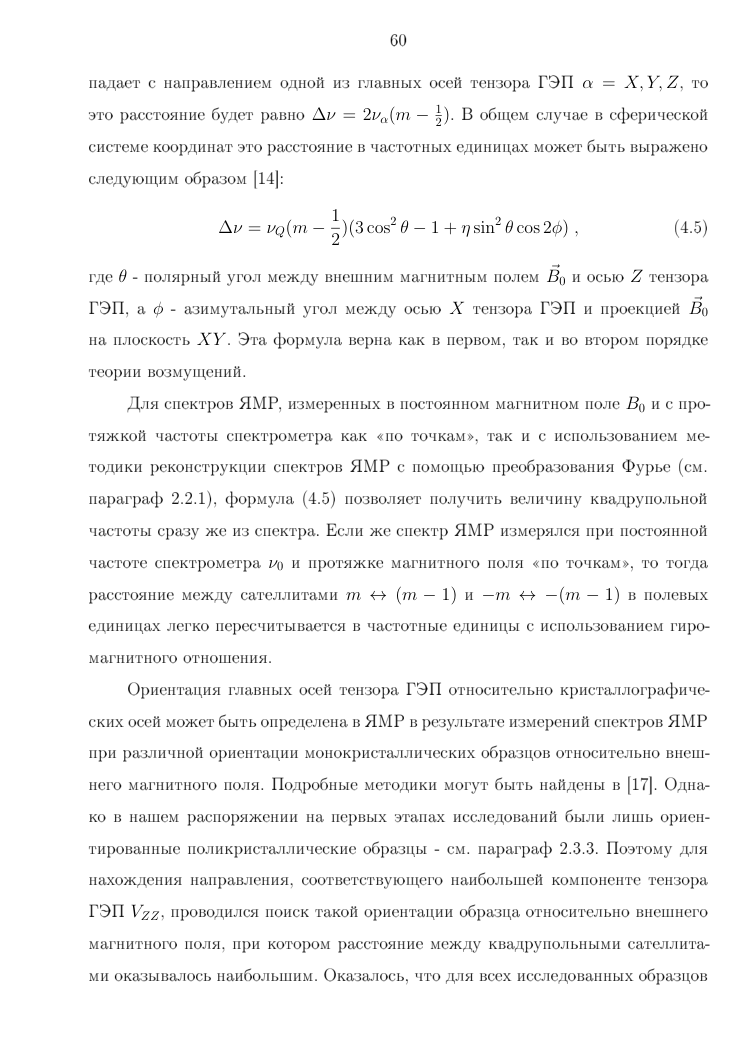 60
падает с направлением одной из главных осей тензора ГЭП α = X, Y, Z, то
это расстояние будет равно Δν = 2ν_α(m − 1/2). В общем случае в сферической
системе координат это расстояние в частотных единицах может быть выражено
следующим образом [14]:
Δν = ν_Q(m − 1/2)(3 cos² θ − 1 + η sin² θ cos 2ϕ) , (4.5)
где θ - полярный угол между внешним магнитным полем B⃗₀ и осью Z тензора
ГЭП, а ϕ - азимутальный угол между осью X тензора ГЭП и проекцией B⃗₀
на плоскость XY. Эта формула верна как в первом, так и во втором порядке
теории возмущений.
Для спектров ЯМР, измеренных в постоянном магнитном поле B₀ и с про-
тяжкой частоты спектрометра как «по точкам», так и с использованием ме-
тодики реконструкции спектров ЯМР с помощью преобразования Фурье (см.
параграф 2.2.1), формула (4.5) позволяет получить величину квадрупольной
частоты сразу же из спектра. Если же спектр ЯМР измерялся при постоянной
частоте спектрометра ν₀ и протяжке магнитного поля «по точкам», то тогда
расстояние между сателлитами m ↔ (m − 1) и −m ↔ −(m − 1) в полевых
единицах легко пересчитывается в частотные единицы с использованием гиро-
магнитного отношения.
Ориентация главных осей тензора ГЭП относительно кристаллографиче-
ских осей может быть определена в ЯМР в результате измерений спектров ЯМР
при различной ориентации монокристаллических образцов относительно внеш-
него магнитного поля. Подробные методики могут быть найдены в [17]. Одна-
ко в нашем распоряжении на первых этапах исследований были лишь ориен-
тированные поликристаллические образцы - см. параграф 2.3.3. Поэтому для
нахождения направления, соответствующего наибольшей компоненте тензора
ГЭП V_ZZ, проводился поиск такой ориентации образца относительно внешнего
магнитного поля, при котором расстояние между квадрупольными сателлита-
ми оказывалось наибольшим. Оказалось, что для всех исследованных образцов